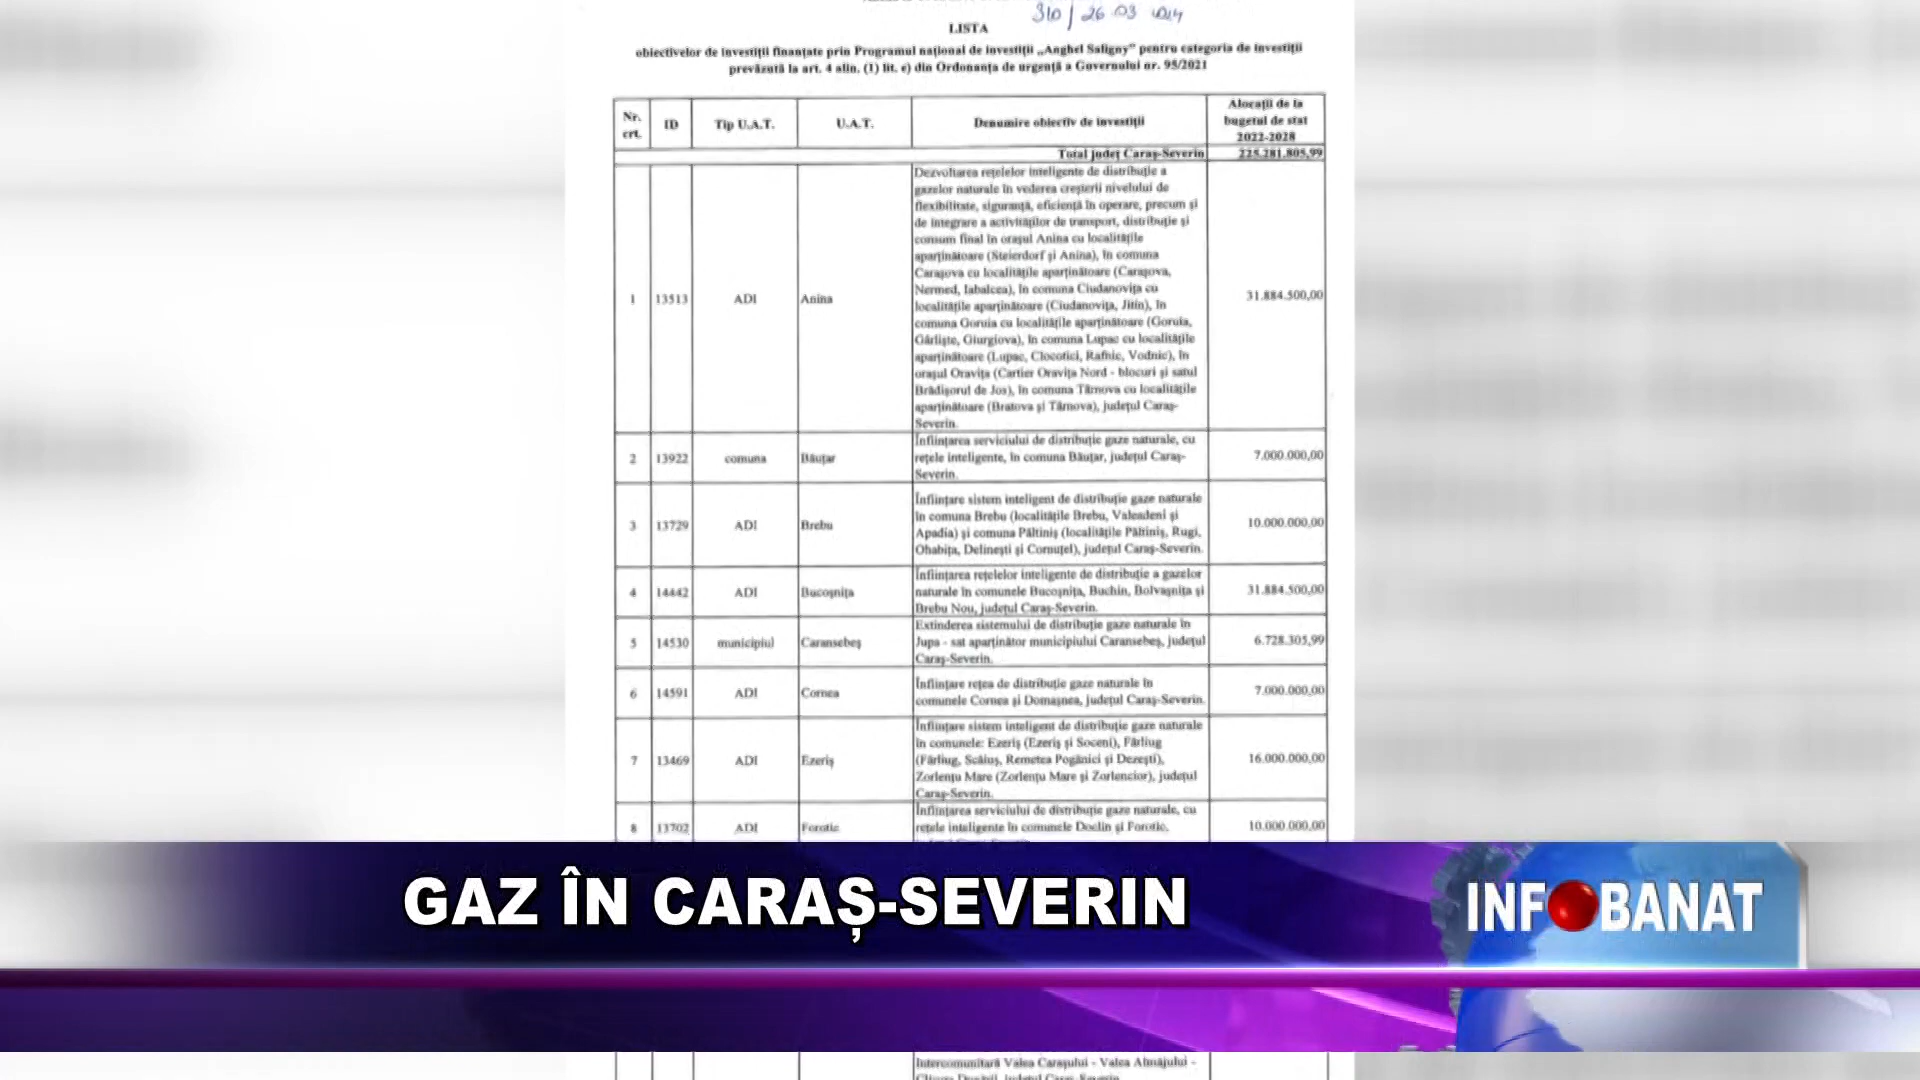 310 / 26 03
LISTA
obiectivelor de investiții finanțate prin Programul național de investiții „Anghel Saligny” pentru categoria de investiții
prevăzută la art. 4 alin. (1) lit. e) din Ordonanța de urgență a Guvernului nr. 95/2021
Nr. crt.
ID
Tip U.A.T.
U.A.T.
Denumire obiectiv de investiții
Alocații de la
bugetul de stat
2022-2028
Total județ Caraș-Severin 225.281.805,99
1 13513 ADI Anina
Dezvoltarea rețelelor inteligente de distribuție a
gazelor naturale în vederea creșterii nivelului de
flexibilitate, siguranță, eficiență în operare, precum și
de integrare a activităților de transport, distribuție și
consum final în orașul Anina cu localitățile
aparținătoare (Steierdorf și Anina), în comuna
Carașova cu localitățile aparținătoare (Carașova,
Nermed, Iabalcea), în comuna Ciudanovița cu
localitățile aparținătoare (Ciudanovița, Jitin), în
comuna Goruia cu localitățile aparținătoare (Goruia,
Gârliște, Giurgiova), în comuna Lupac cu localitățile
aparținătoare (Lupac, Clocotici, Rafnic, Vodnic), în
orașul Oravița (Cartier Oravița Nord - blocuri și satul
Brădișorul de Jos), în comuna Târnova cu localitățile
aparținătoare (Bratova și Târnova), județul Caraș-
Severin.
31.884.500,00
2 13922 comuna Băuțar
Înființarea serviciului de distribuție gaze naturale, cu
rețele inteligente, în comuna Băuțar, județul Caraș-
Severin.
7.000.000,00
3 13729 ADI Brebu
Înființare sistem inteligent de distribuție gaze naturale
în comuna Brebu (localitățile Brebu, Valeadeni și
Apadia) și comuna Păltiniș (localitățile Păltiniș, Rugi,
Ohabița, Delinești și Cornuțel), județul Caraș-Severin.
10.000.000,00
4 14442 ADI Bucoșnița
Înființarea rețelelor inteligente de distribuție a gazelor
naturale în comunele Bucoșnița, Buchin, Bolvașnița și
Brebu Nou, județul Caraș-Severin.
31.884.500,00
5 14530 municipiul Caransebeș
Extinderea sistemului de distribuție gaze naturale în
Jupa - sat aparținător municipiului Caransebeș, județul
Caraș-Severin.
6.728.305,99
6 14591 ADI Cornea
Înființare rețea de distribuție gaze naturale în
comunele Cornea și Domașnea, județul Caraș-Severin.
7.000.000,00
7 13469 ADI Ezeriș
Înființare sistem inteligent de distribuție gaze naturale
în comunele: Ezeriș (Ezeriș și Soceni), Fârliug
(Fârliug, Scăiuș, Remetea Pogănici și Dezești),
Zorlențu Mare (Zorlențu Mare și Zorlencior), județul
Caraș-Severin.
16.000.000,00
8 13702 ADI Forotic
Înființarea serviciului de distribuție gaze naturale, cu
rețele inteligente în comunele Doclin și Forotic,
10.000.000,00
GAZ ÎN CARAȘ-SEVERIN
INFOBANAT
Intercomunitară Valea Carașului - Valea Almăjului -